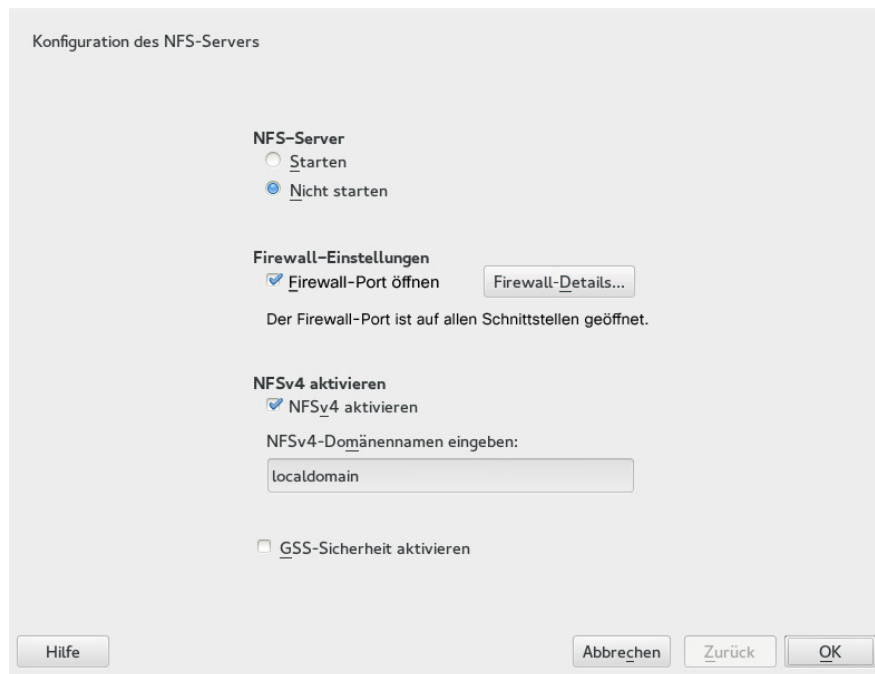 Konfiguration des NFS-Servers
NFS-Server
Starten
Nicht starten
Firewall-Einstellungen
Firewall-Port öffnen
Firewall-Details...
Der Firewall-Port ist auf allen Schnittstellen geöffnet.
NFSv4 aktivieren
NFSv4 aktivieren
NFSv4-Domänennamen eingeben:
localdomain
GSS-Sicherheit aktivieren
Hilfe
Abbrechen
Zurück
OK